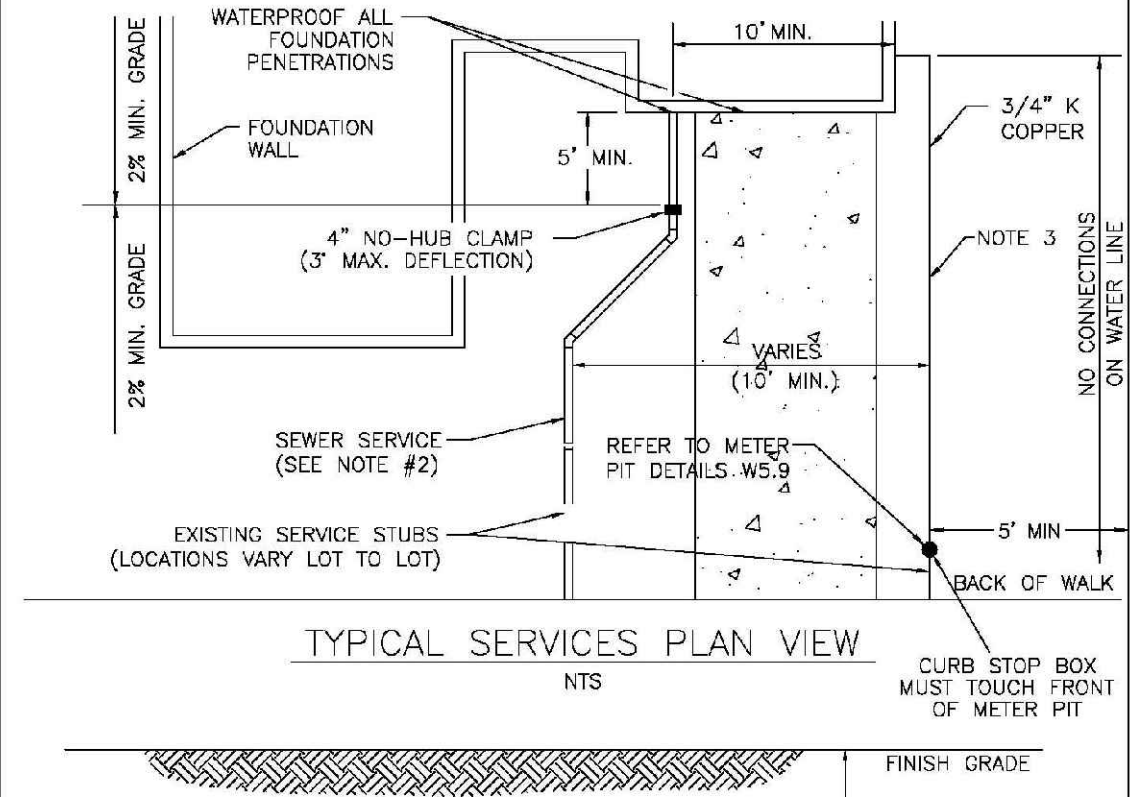 WATERPROOF ALL
FOUNDATION
PENETRATIONS
10' MIN.
2% MIN. GRADE
FOUNDATION
WALL
3/4" K
COPPER
5' MIN.
4" NO-HUB CLAMP
(3° MAX. DEFLECTION)
NOTE 3
NO CONNECTIONS
ON WATER LINE
2% MIN. GRADE
VARIES
(10' MIN.)
SEWER SERVICE
(SEE NOTE #2)
REFER TO METER
PIT DETAILS W5.9
EXISTING SERVICE STUBS
(LOCATIONS VARY LOT TO LOT)
5' MIN
BACK OF WALK
TYPICAL SERVICES PLAN VIEW
NTS
CURB STOP BOX
MUST TOUCH FRONT
OF METER PIT
FINISH GRADE